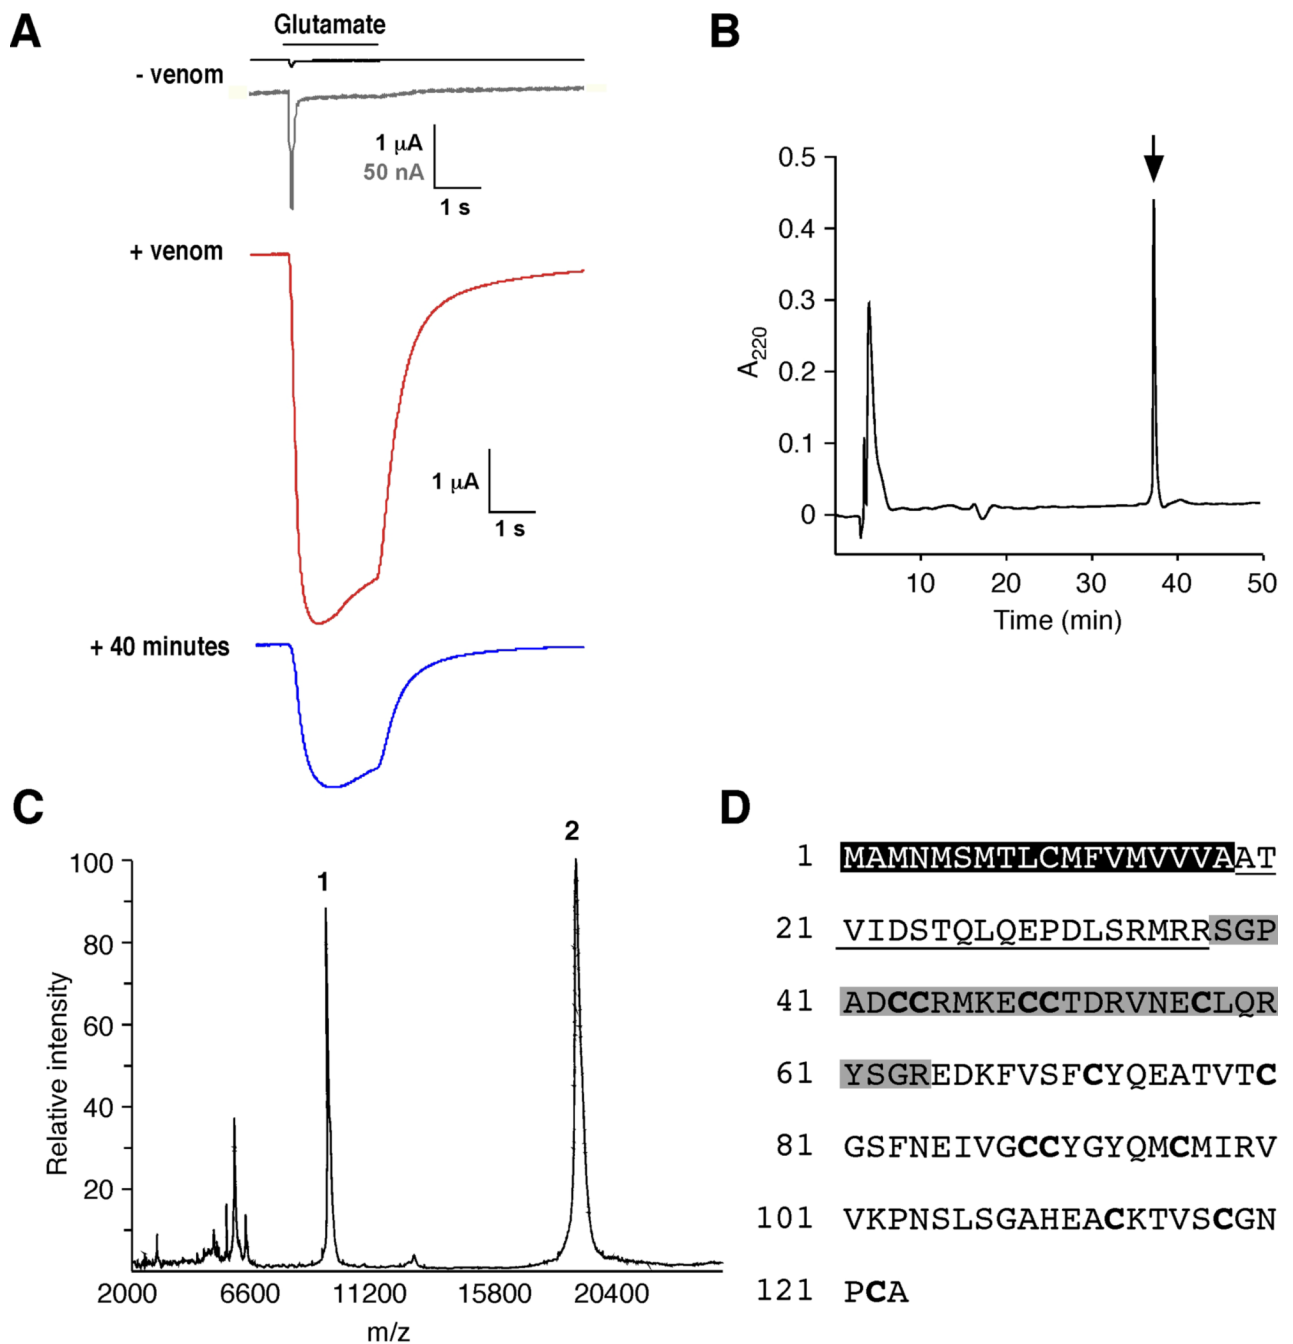 A
Glutamate
- venom
1 µA
50 nA
1 s
+ venom
1 µA
1 s
+ 40 minutes
B
0.5
0.4
0.3
0.2
0.1
0
A220
10 20 30 40 50
Time (min)
C
1
2
100
80
60
40
20
Relative intensity
2000 6600 11200 15800 20400
m/z
D
1 MAMNMSMTLCMFVMVVVAAT
21 VIDSTQLQEPDLSRMRRSGP
41 ADCCRMKECCTDRVNECLQR
61 YSGREDKFVSFCYQEATVTC
81 GSFNEIVGCCYGYQMCMIRV
101 VKPNSLSGAHEACKTVSCGN
121 PCA